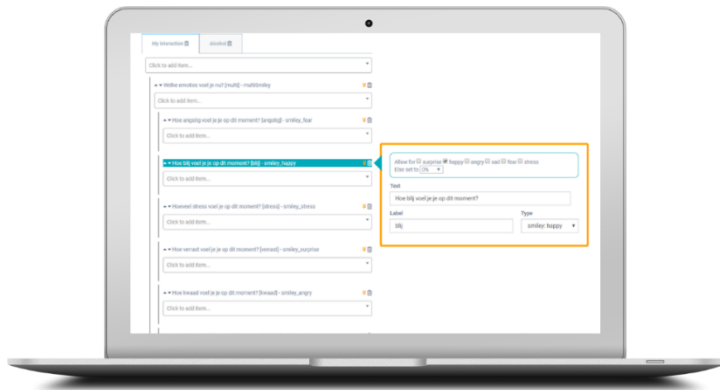 My Interaction
Alcohol
Click to add item...
Welke emoties voel je nu? [multi] - multiSmiley
Click to add item...
Hoe angstig voel je je op dit moment? [angstig] - smiley_fear
Click to add item...
Hoe blij voel je je op dit moment? [blij] - smiley_happy
Click to add item...
Allow for surprise happy angry sad fear stress
Else set to 0%
Text
Hoe blij voel je je op dit moment?
Label Type
blij smiley: happy
Hoeveel stress voel je op dit moment? [stress] - smiley_stress
Click to add item...
Hoe verrast voel je je op dit moment? [verrast] - smiley_surprise
Click to add item...
Hoe kwaad voel je je op dit moment? [kwaad] - smiley_angry
Click to add item...